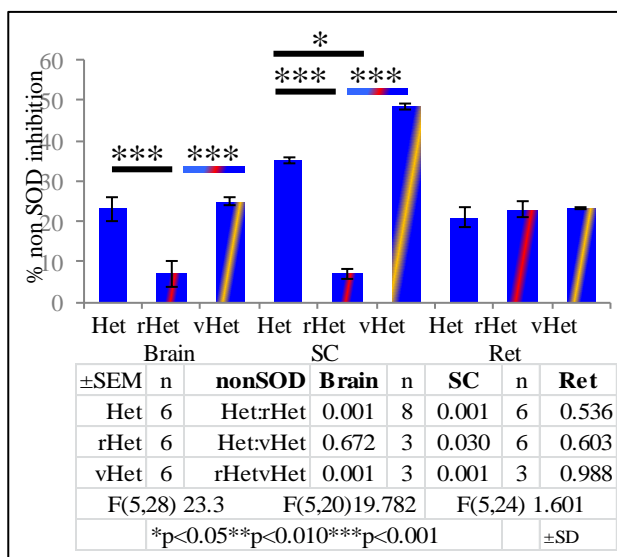 *
*** ***
*** ***
% non SOD inhibition
60
50
40
30
20
10
0
Het rHet vHet Het rHet vHet Het rHet vHet
Brain SC Ret
±SEM n nonSOD Brain n SC n Ret
Het 6 Het:rHet 0.001 8 0.001 6 0.536
rHet 6 Het:vHet 0.672 3 0.030 6 0.603
vHet 6 rHetvHet 0.001 3 0.001 3 0.988
F(5,28) 23.3 F(5,20)19.782 F(5,24) 1.601
*p<0.05**p<0.010***p<0.001 ±SD